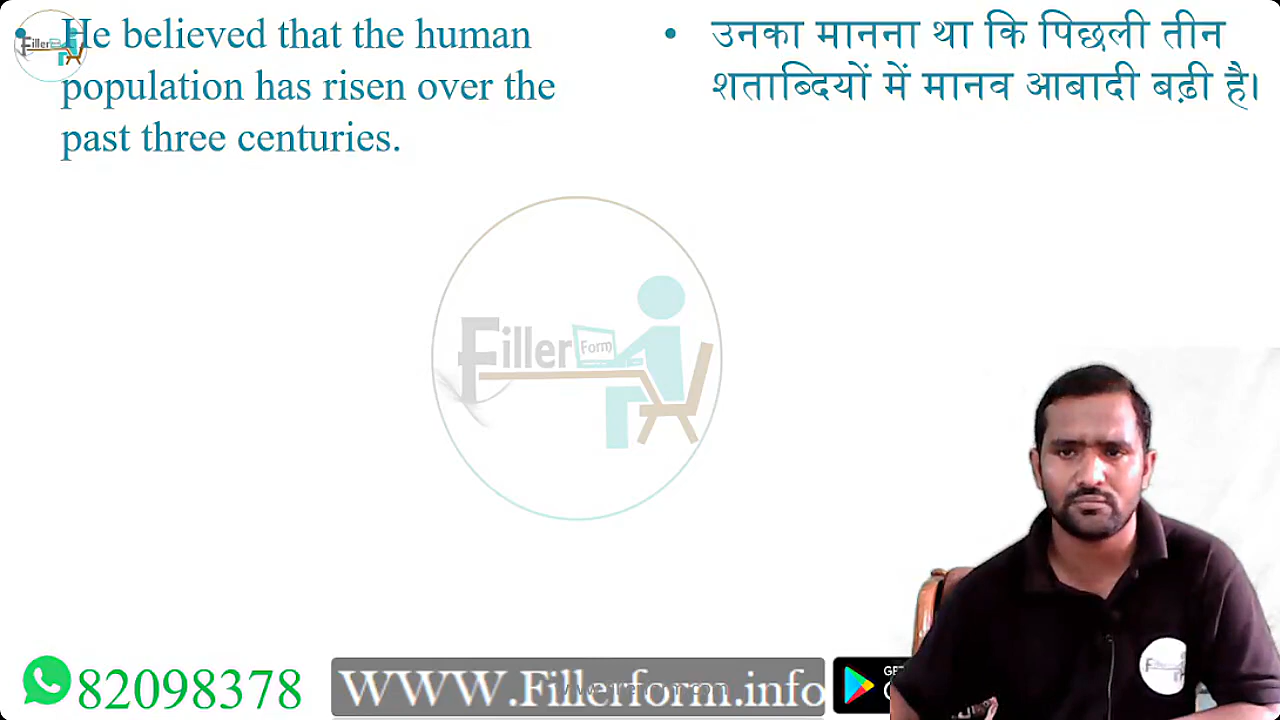 He believed that the human
population has risen over the
past three centuries.
उनका मानना था कि पिछली तीन
शताब्दियों में मानव आबादी बढ़ी है।
Filler Form
82098378
WWW.Fillerform.info
GET